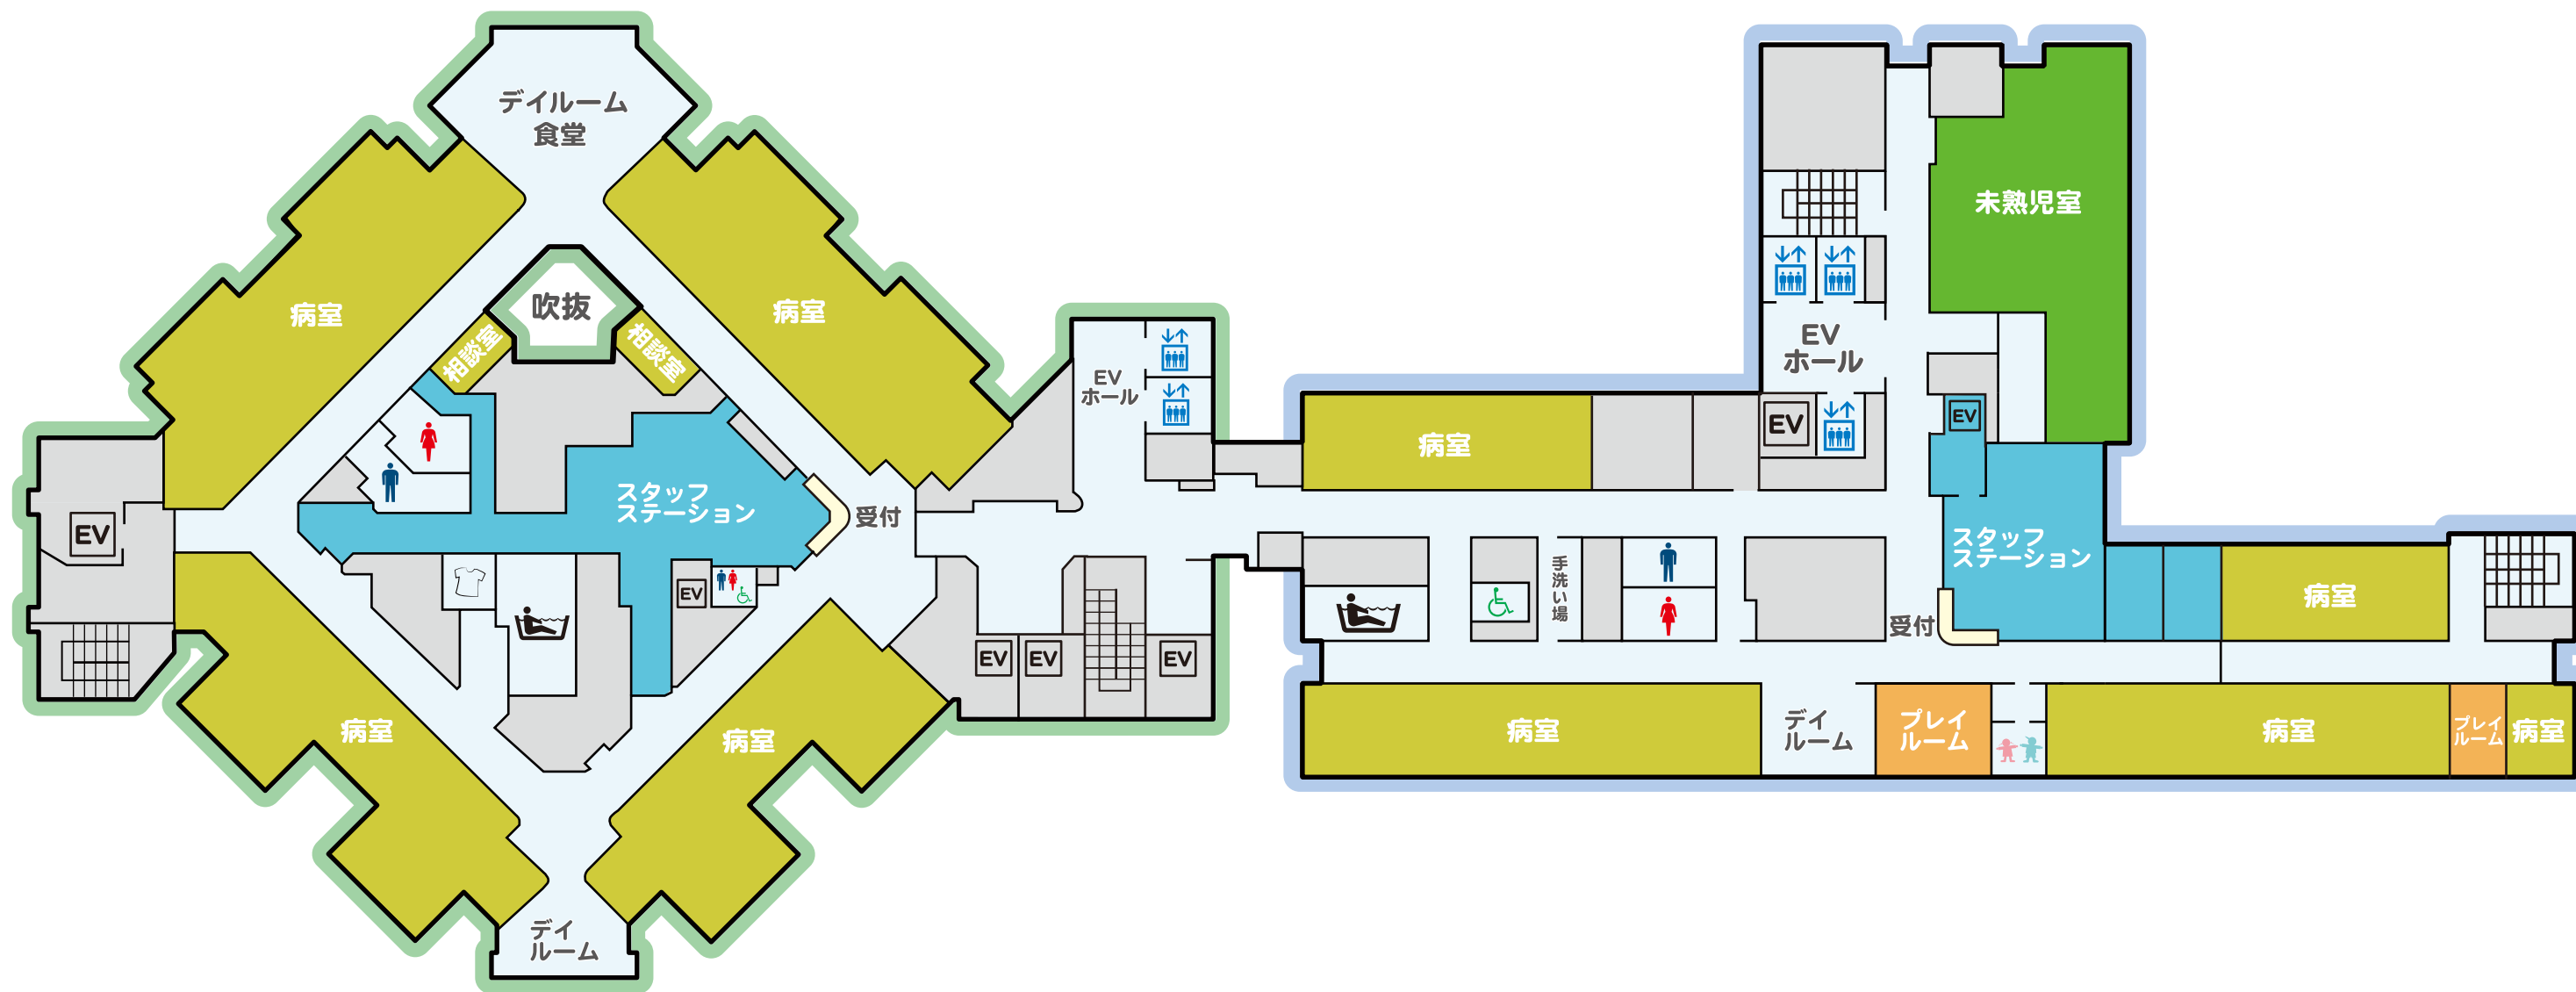 デイルーム
食堂
病室
病室
吹抜
相談室
相談室
EV
ホール
スタッフ
ステーション
受付
EV
EV
EV
EV
EV
病室
病室
デイ
ルーム
未熟児室
EV
ホール
EV
EV
病室
スタッフ
ステーション
手洗い場
受付
病室
病室
デイ
ルーム
プレイ
ルーム
病室
プレイ
ルーム
病室